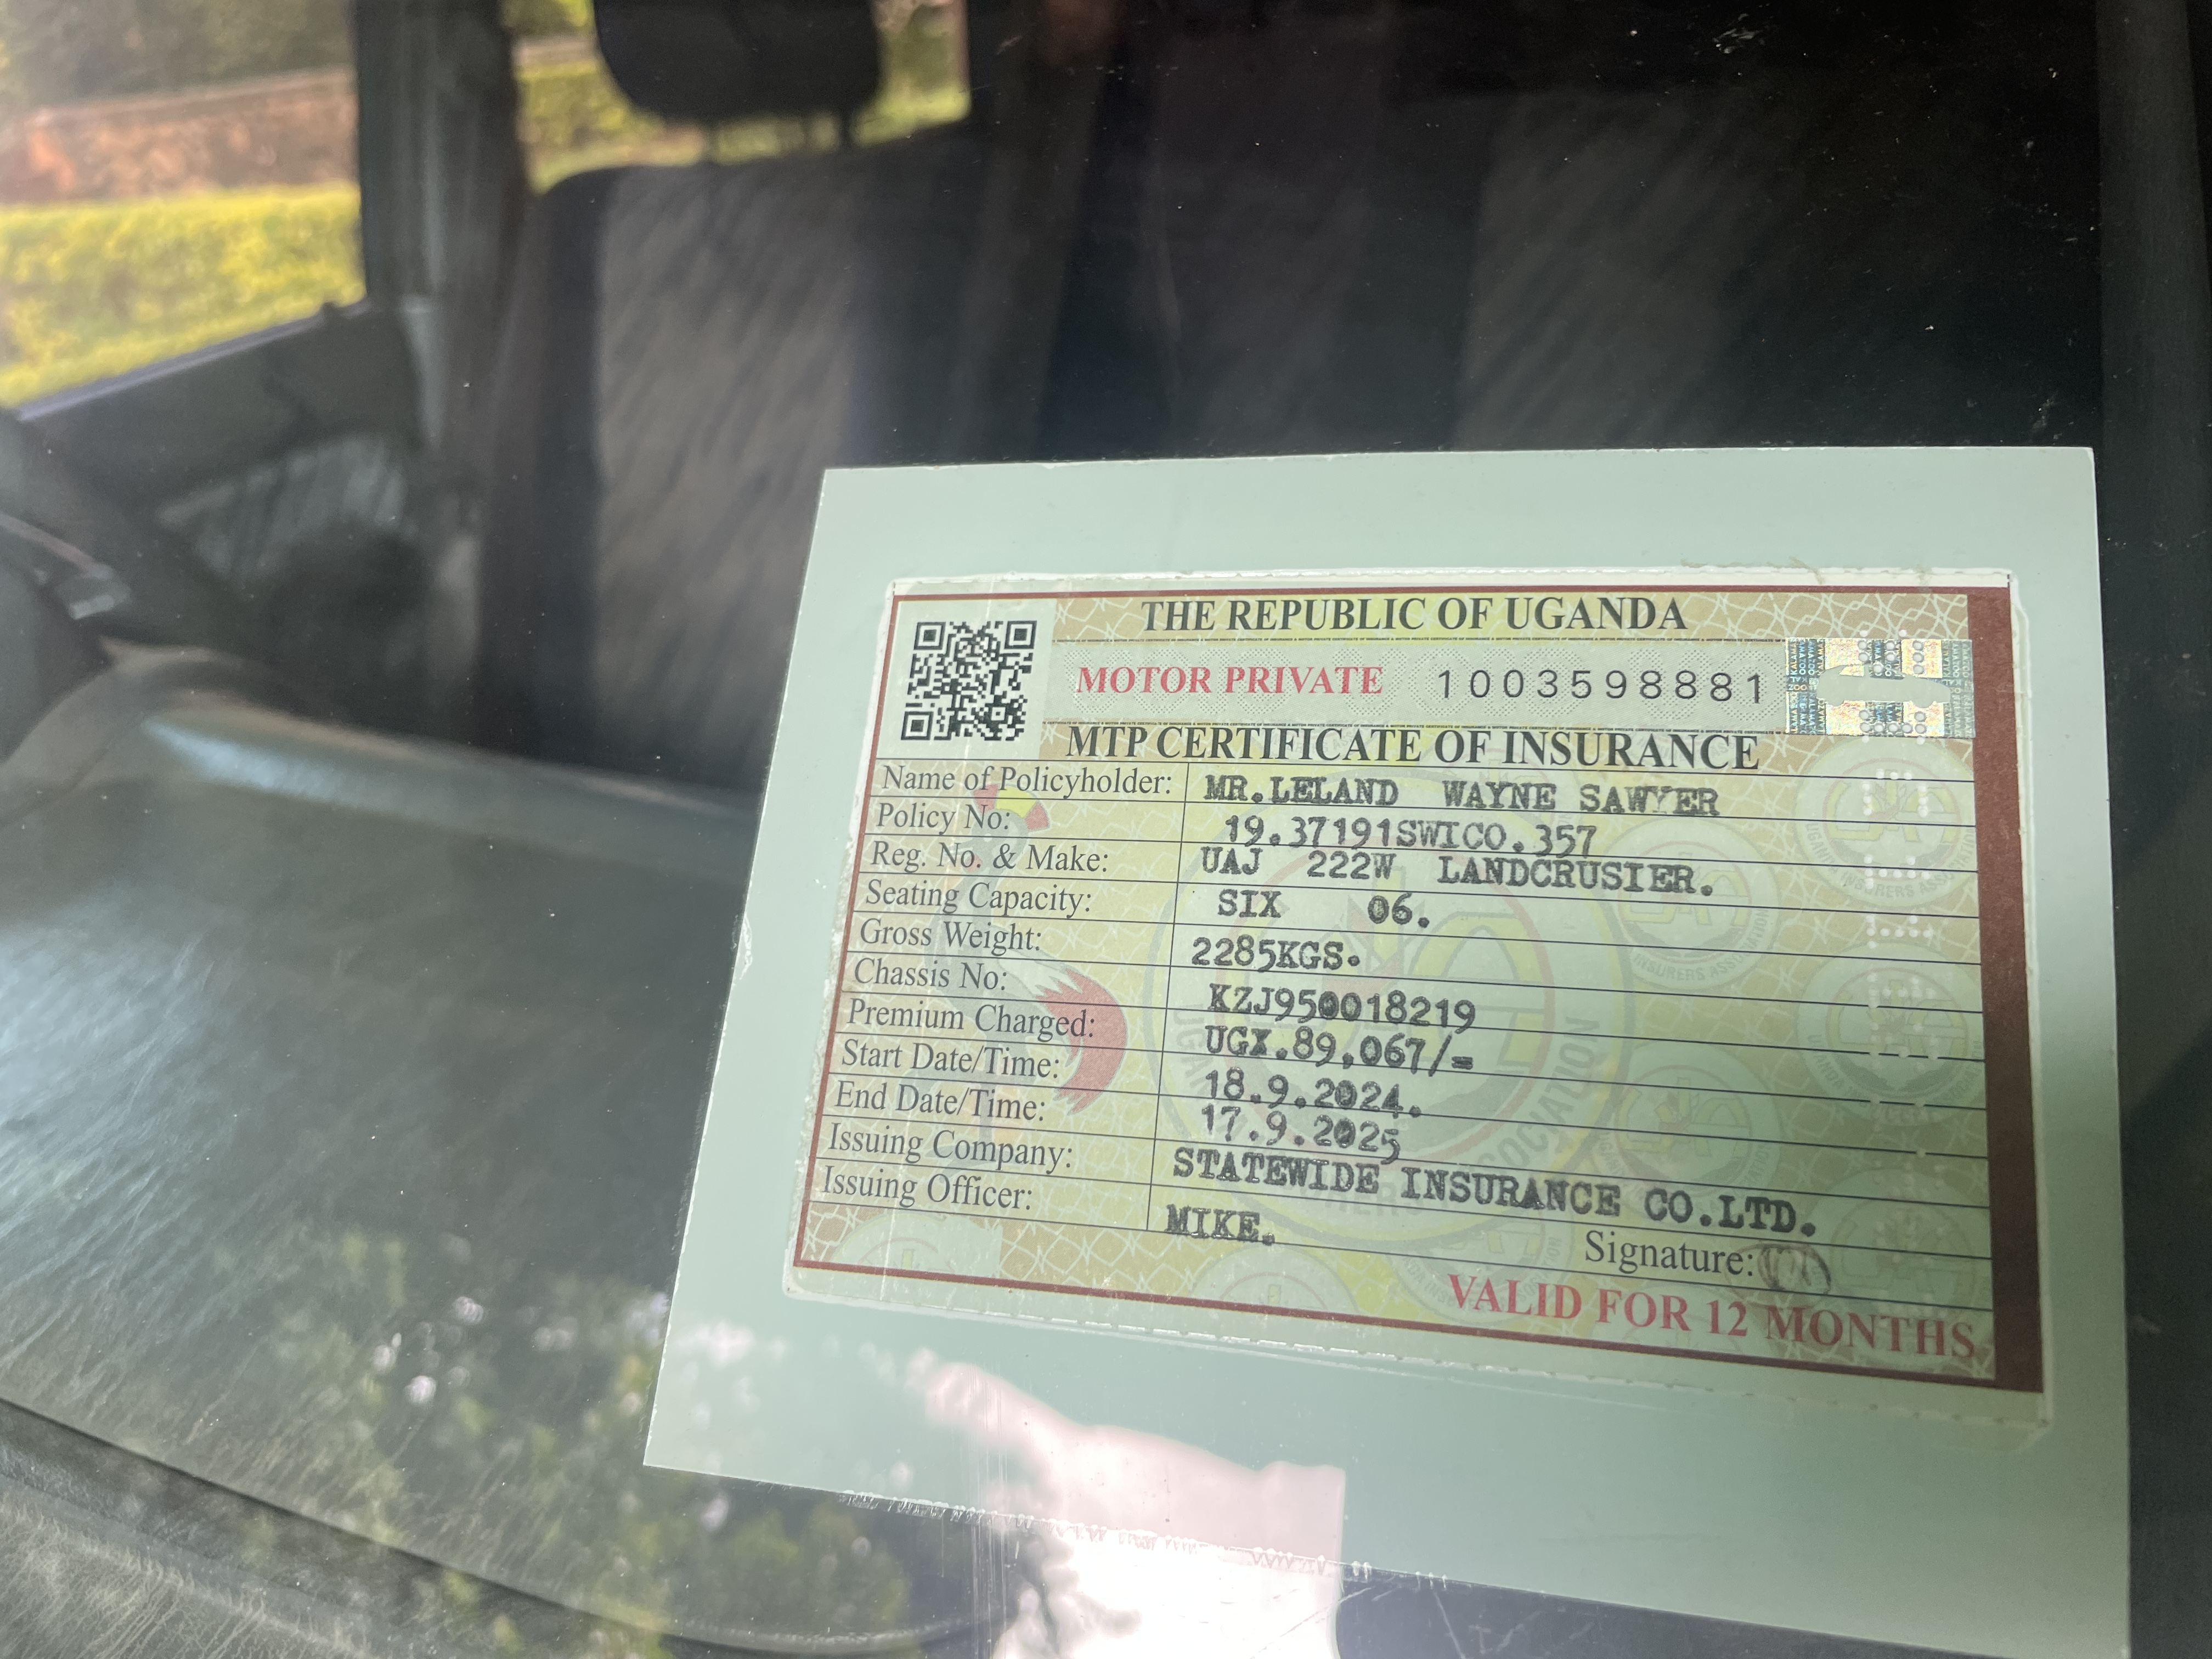 THE REPUBLIC OF UGANDA
MOTOR PRIVATE 1003598881
MTP CERTIFICATE OF INSURANCE
Name of Policyholder: MR.LELAND WAYNE SAWYER
Policy No: 19.37191SWICO.357
Reg. No. & Make: UAJ 222W LANDCRUSIER.
Seating Capacity: SIX 06.
Gross Weight: 2285KGS.
Chassis No: KZJ950018219
Premium Charged: UGX.89,067/=
Start Date/Time: 18.9.2024.
End Date/Time: 17.9.2025
Issuing Company: STATEWIDE INSURANCE CO.LTD.
Issuing Officer: MIKE.
Signature:
VALID FOR 12 MONTHS